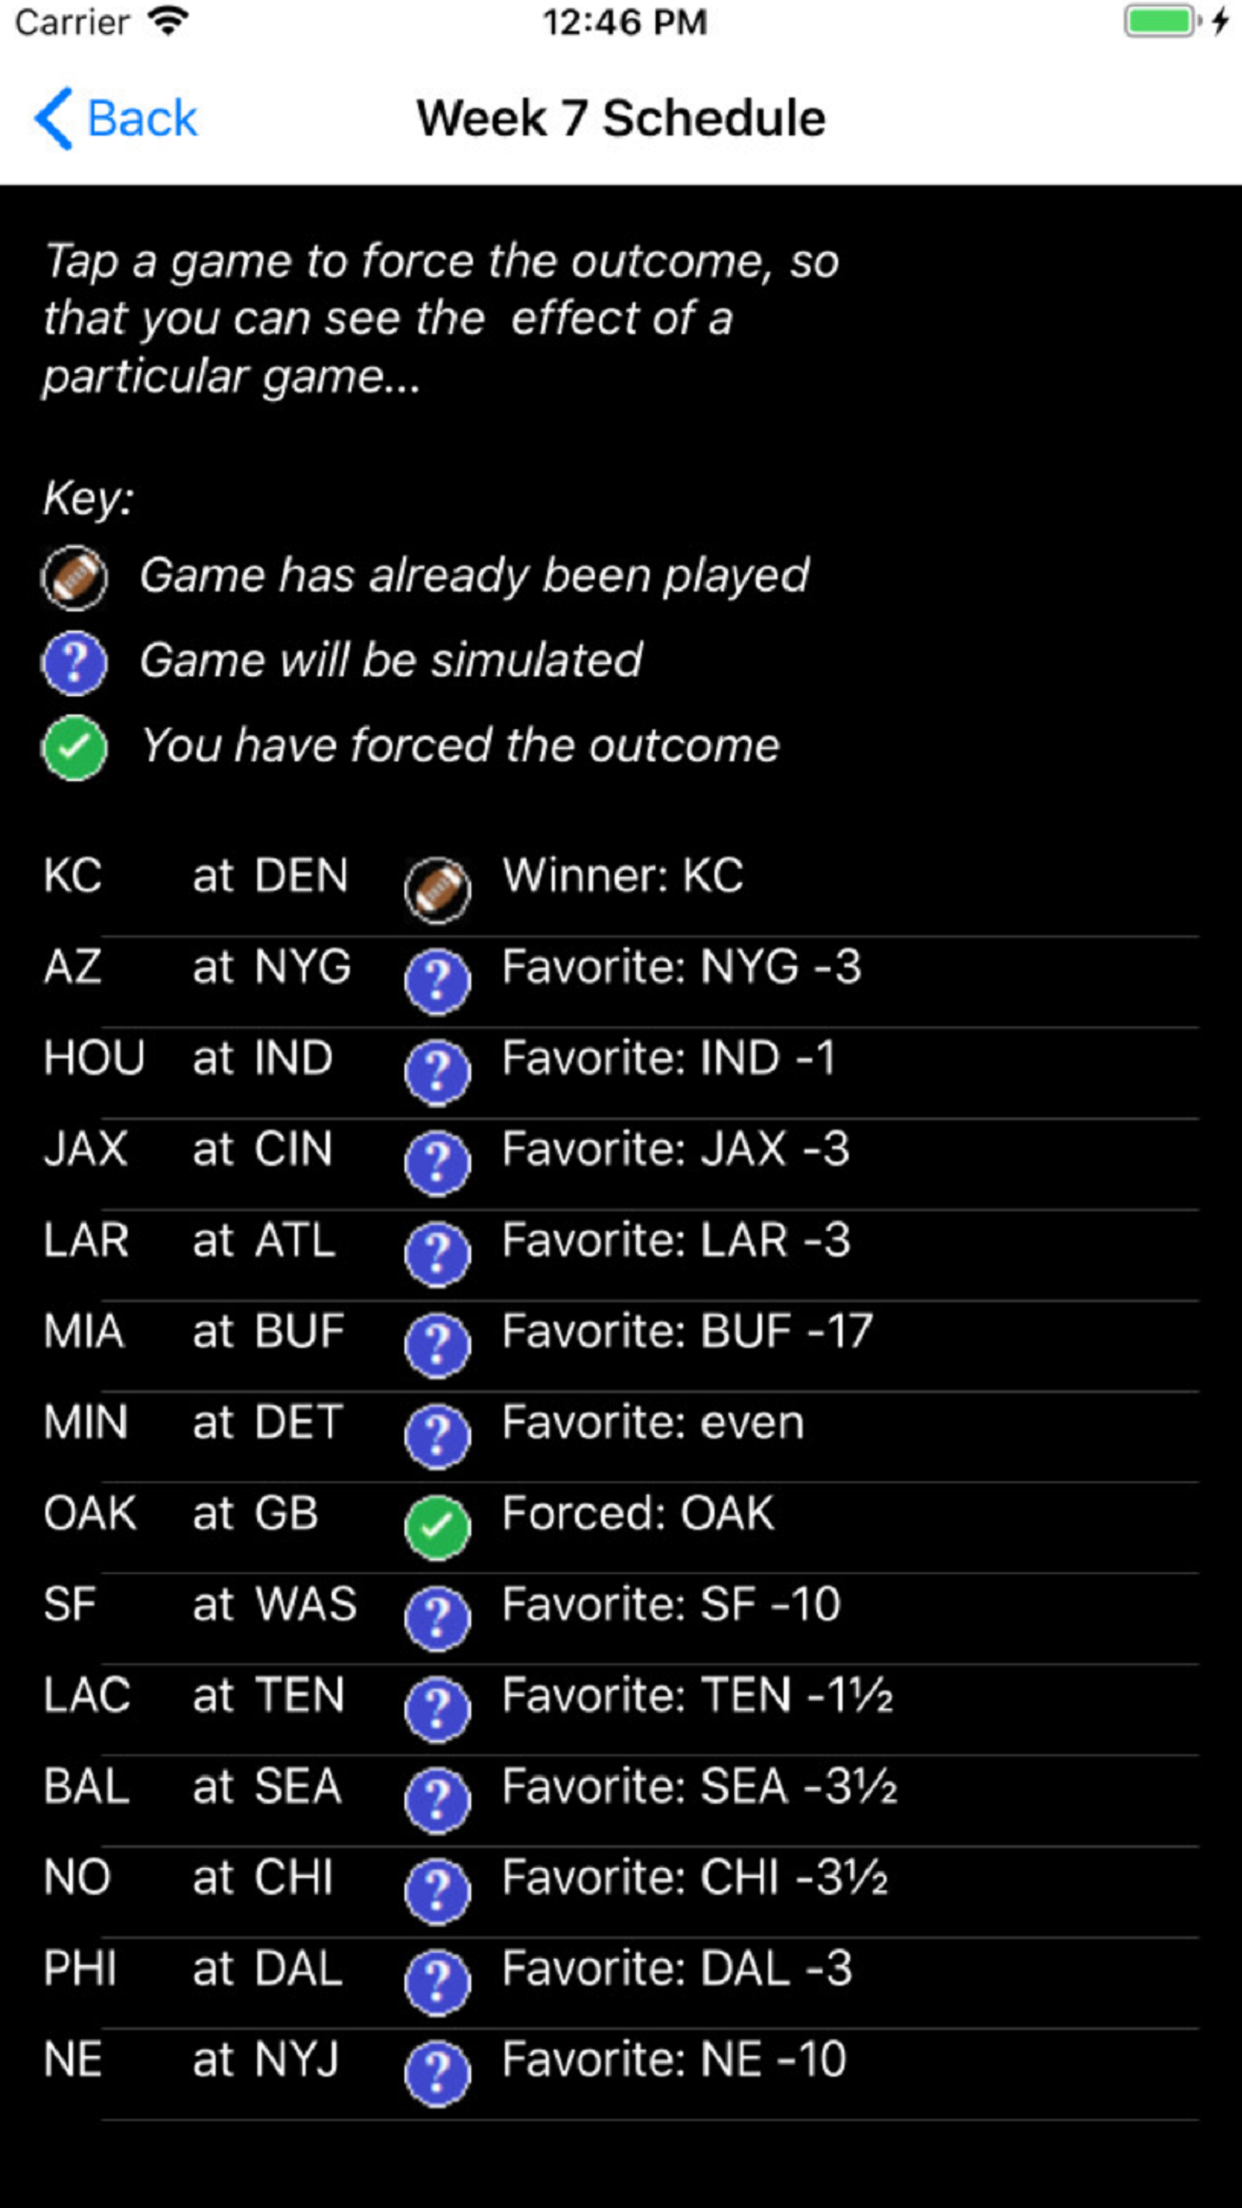 Carrier 12:46 PM
Back Week 7 Schedule
Tap a game to force the outcome, so
that you can see the effect of a
particular game...
Key:
Game has already been played
? Game will be simulated
You have forced the outcome
KC at DEN Winner: KC
AZ at NYG ? Favorite: NYG -3
HOU at IND ? Favorite: IND -1
JAX at CIN ? Favorite: JAX -3
LAR at ATL ? Favorite: LAR -3
MIA at BUF ? Favorite: BUF -17
MIN at DET ? Favorite: even
OAK at GB Forced: OAK
SF at WAS ? Favorite: SF -10
LAC at TEN ? Favorite: TEN -1½
BAL at SEA ? Favorite: SEA -3½
NO at CHI ? Favorite: CHI -3½
PHI at DAL ? Favorite: DAL -3
NE at NYJ ? Favorite: NE -10